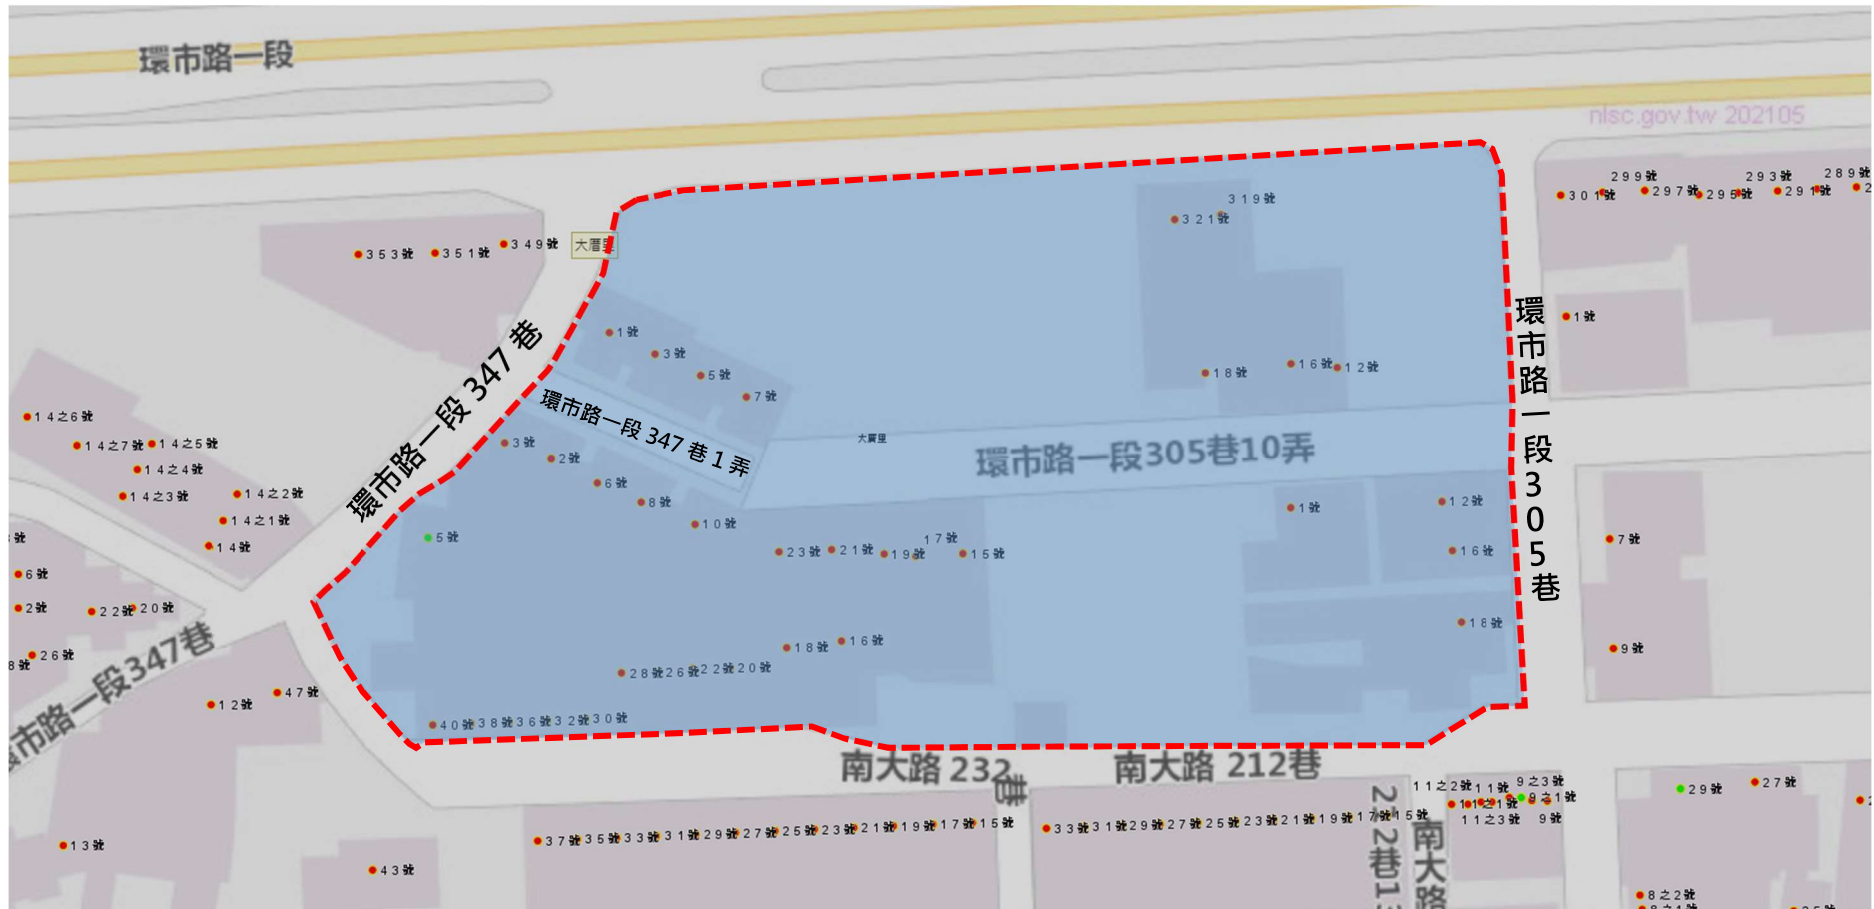 環市路一段
nlsc.gov.tw 202105
299號
293號
289號
301號
297號
295號
291號
319號
321號
353號
351號
349號
大厝里
1號
1號
3號
5號
7號
18號
16號
12號
環市路一段 347 巷
環市路一段 347 巷 1 弄
環市路一段305巷10弄
環市路一段305巷
14之6號
14之7號
14之5號
14之4號
14之3號
14之2號
14之1號
14號
3號
2號
6號
8號
10號
5號
23號
21號
19號
17號
15號
1號
12號
16號
18號
7號
9號
6號
2號
22號
20號
26號
8號
環市路一段347巷
12號
47號
18號
16號
28號
26號
22號
20號
40號
38號
36號
32號
30號
南大路 232巷
南大路 212巷
11之2號
11號
9之3號
11之1號
9之1號
11之3號
9號
29號
27號
37號
35號
33號
31號
29號
27號
25號
23號
21號
19號
17號
15號
33號
31號
29號
27號
25號
23號
21號
19號
17號
15號
南大路
13號
43號
8之2號